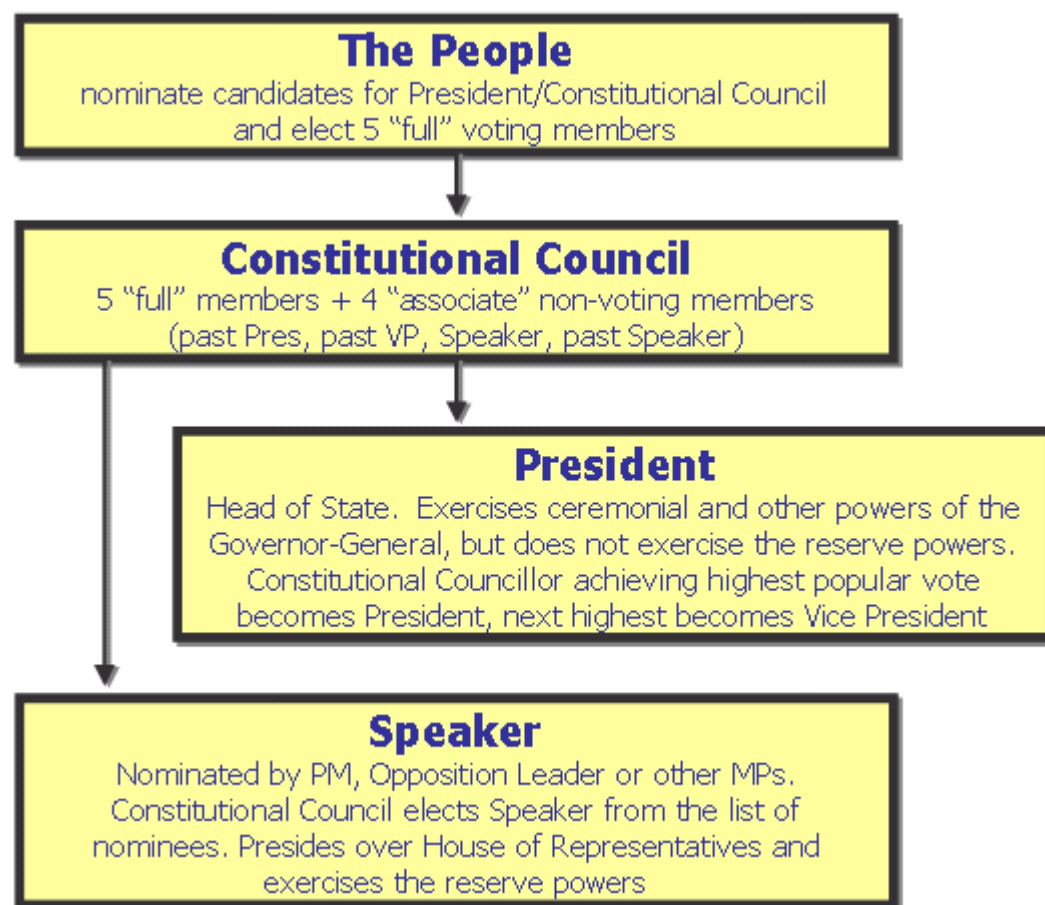 The People
nominate candidates for President/Constitutional Council
and elect 5 "full" voting members
Constitutional Council
5 "full" members + 4 "associate" non-voting members
(past Pres, past VP, Speaker, past Speaker)
President
Head of State.  Exercises ceremonial and other powers of the
Governor-General, but does not exercise the reserve powers.
Constitutional Councillor achieving highest popular vote
becomes President, next highest becomes Vice President
Speaker
Nominated by PM, Opposition Leader or other MPs.
Constitutional Council elects Speaker from the list of
nominees. Presides over House of Representatives and
exercises the reserve powers